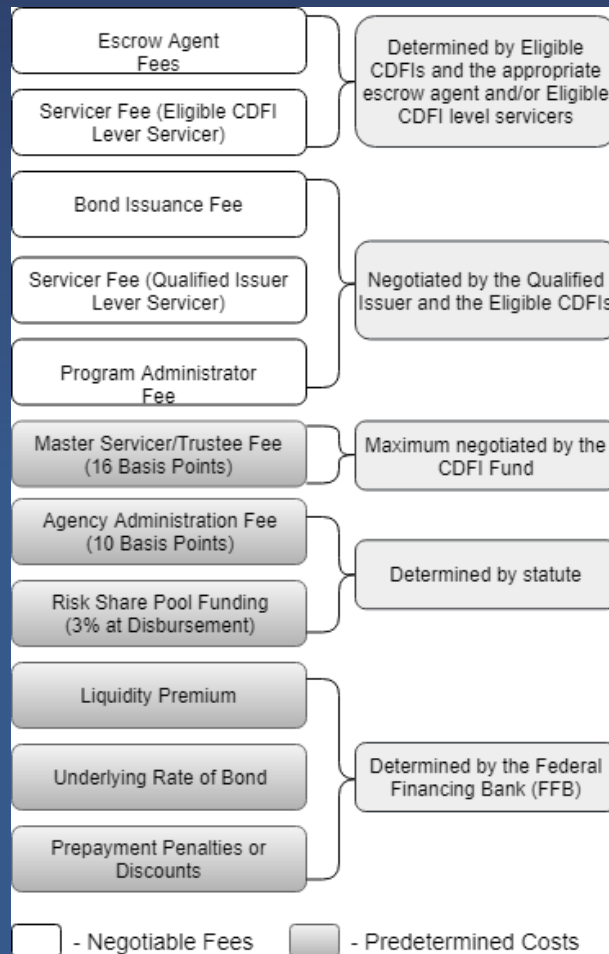 Escrow Agent
Fees
Determined by Eligible
CDFIs and the appropriate
escrow agent and/or Eligible
CDFI level servicers
Servicer Fee (Eligible CDFI
Lever Servicer)
Bond Issuance Fee
Servicer Fee (Qualified Issuer
Lever Servicer)
Program Administrator
Fee
Negotiated by the Qualified
Issuer and the Eligible CDFIs
Master Servicer/Trustee Fee
(16 Basis Points)
Maximum negotiated by the
CDFI Fund
Agency Administration Fee
(10 Basis Points)
Risk Share Pool Funding
(3% at Disbursement)
Determined by statute
Liquidity Premium
Underlying Rate of Bond
Prepayment Penalties or
Discounts
Determined by the Federal
Financing Bank (FFB)
- Negotiable Fees
- Predetermined Costs